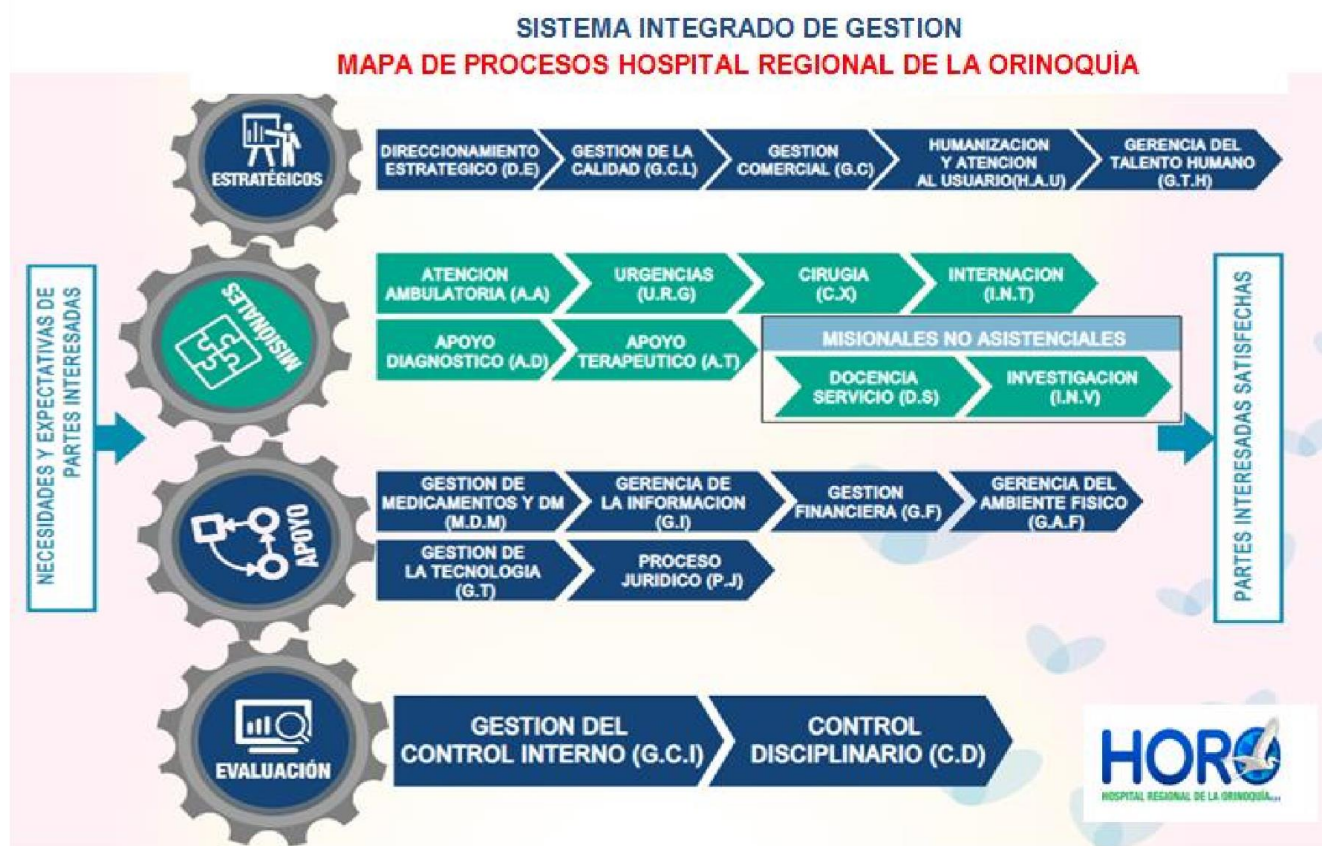 SISTEMA INTEGRADO DE GESTION
MAPA DE PROCESOS HOSPITAL REGIONAL DE LA ORINOQUÍA
NECESIDADES Y EXPECTATIVAS DE
PARTES INTERESADAS
ESTRATÉGICOS
DIRECCIONAMIENTO
ESTRATEGICO (D.E)
GESTION DE LA
CALIDAD (G.C.L)
GESTION
COMERCIAL (G.C)
HUMANIZACION
Y ATENCION
AL USUARIO(H.A.U)
GERENCIA DEL
TALENTO HUMANO
(G.T.H)
MISIONALES
ATENCION
AMBULATORIA (A.A)
URGENCIAS
(U.R.G)
CIRUGIA
(C.X)
INTERNACION
(I.N.T)
APOYO
DIAGNOSTICO (A.D)
APOYO
TERAPEUTICO (A.T)
MISIONALES NO ASISTENCIALES
DOCENCIA
SERVICIO (D.S)
INVESTIGACION
(I.N.V)
APOYO
GESTION DE
MEDICAMENTOS Y DM
(M.D.M)
GERENCIA DE
LA INFORMACION
(G.I)
GESTION
FINANCIERA (G.F)
GERENCIA DEL
AMBIENTE FISICO
(G.A.F)
GESTION DE
LA TECNOLOGIA
(G.T)
PROCESO
JURIDICO (P.J)
EVALUACIÓN
GESTION DEL
CONTROL INTERNO (G.C.I)
CONTROL
DISCIPLINARIO (C.D)
PARTES INTERESADAS SATISFECHAS
HORO
HOSPITAL REGIONAL DE LA ORINOQUÍA